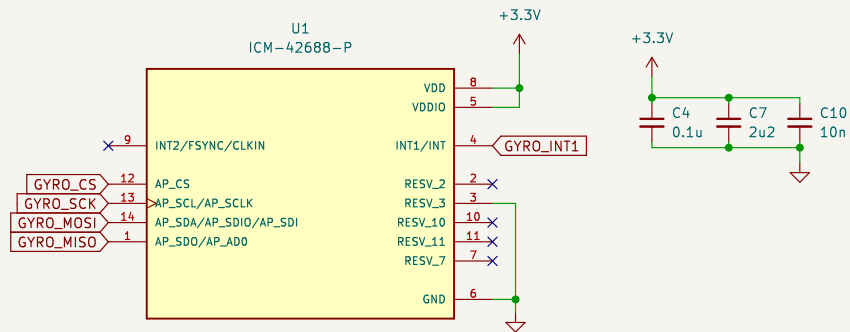 U1
ICM-42688-P
+3.3V
+3.3V
VDD 8
VDDIO 5
9 INT2/FSYNC/CLKIN
INT1/INT 4 GYRO_INT1
GYRO_CS 12 AP_CS
RESV_2 2
GYRO_SCK 13 AP_SCL/AP_SCLK
RESV_3 3
GYRO_MOSI 14 AP_SDA/AP_SDIO/AP_SDI
RESV_10 10
GYRO_MISO 1 AP_SDO/AP_AD0
RESV_11 11
RESV_7 7
GND 6
C4
0.1u
C7
2u2
C10
10n